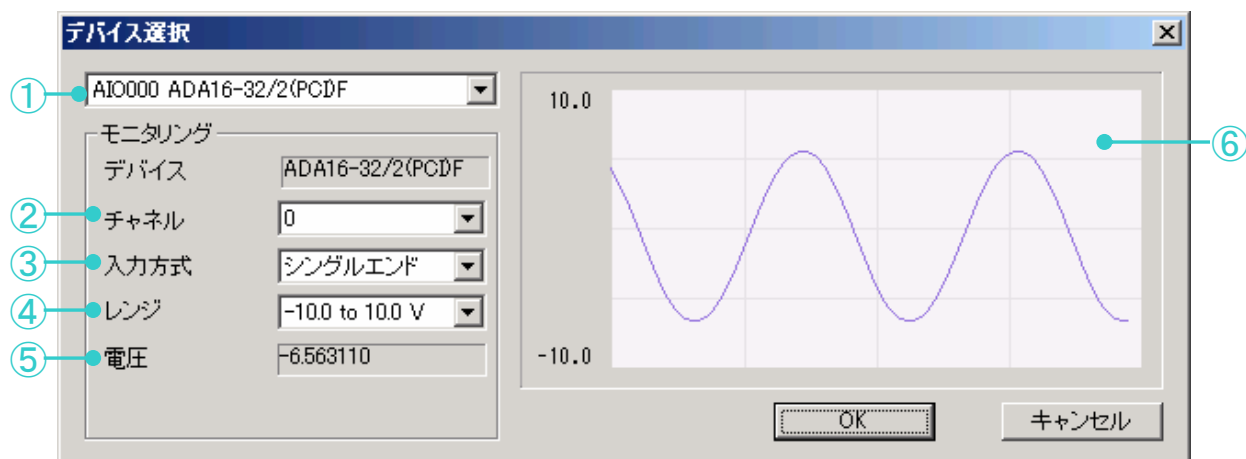 デバイス選択
① AIO000 ADA16-32/2(PCI)F
モニタリング
デバイス ADA16-32/2(PCI)F
② チャネル 0
③ 入力方式 シングルエンド
④ レンジ -10.0 to 10.0 V
⑤ 電圧 -6.563110
10.0
⑥
-10.0
OK キャンセル